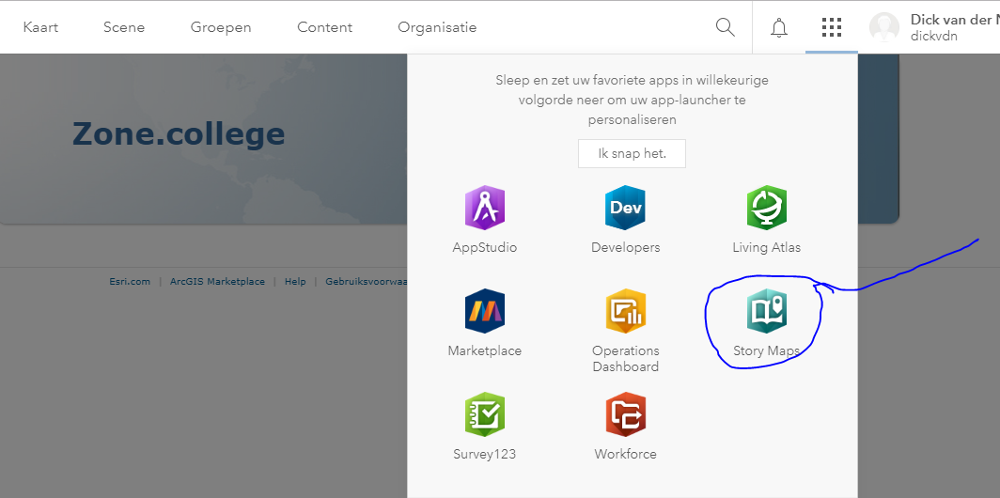 Kaart Scene Groepen Content Organisatie Dick van der
dickvdn
Sleep en zet uw favoriete apps in willekeurige
volgorde neer om uw app-launcher te
personaliseren
Zone.college
Ik snap het.
Dev
AppStudio Developers Living Atlas
Esri.com | ArcGIS Marketplace | Help | Gebruiksvoorwaa
Marketplace Operations Story Maps
Dashboard
Survey123 Workforce